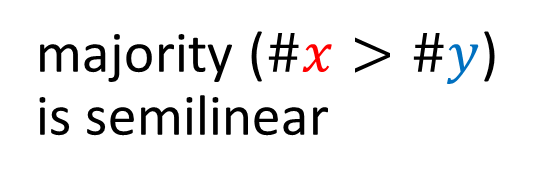 majority (#x > #y)
is semilinear